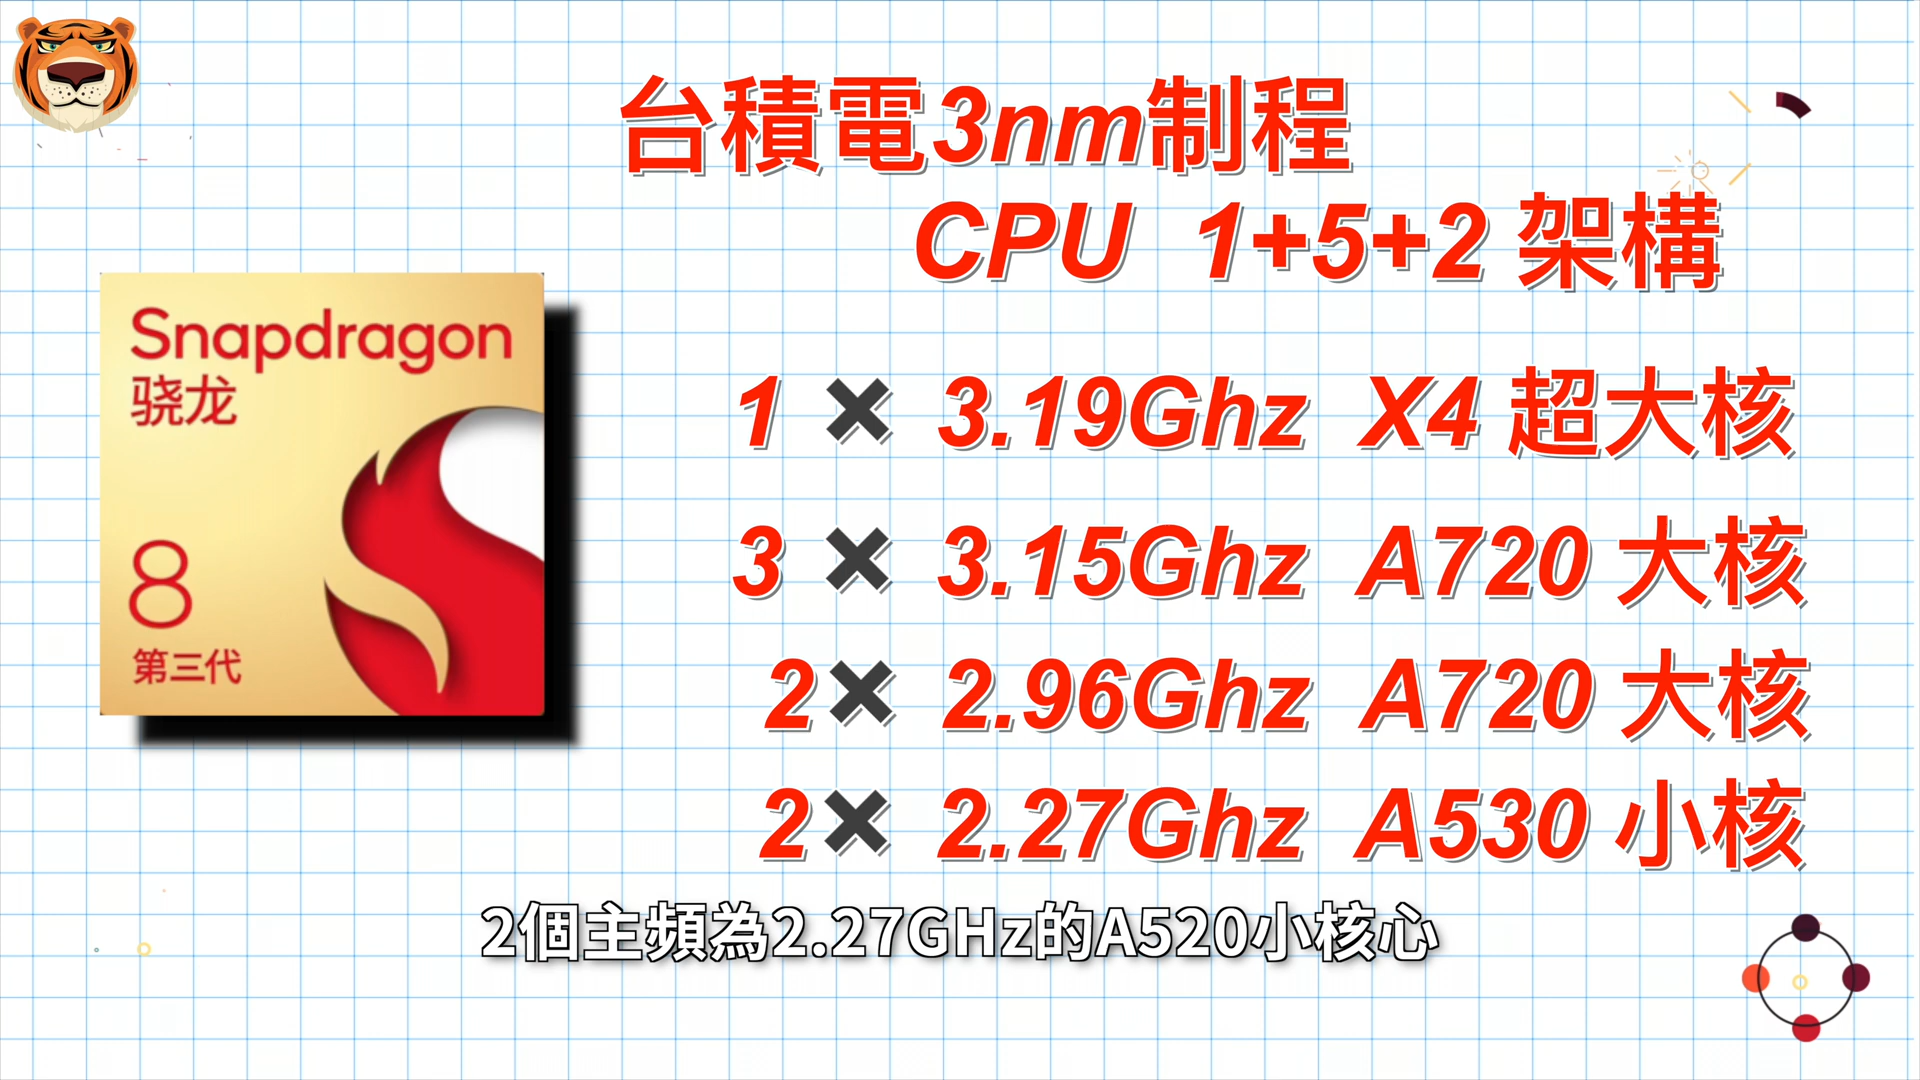 台積電3nm制程
CPU 1+5+2 架構
Snapdragon
骁龙
8
第三代
1 ✖ 3.19Ghz X4 超大核
3 ✖ 3.15Ghz A720 大核
2✖ 2.96Ghz A720 大核
2✖ 2.27Ghz A530 小核
2個主頻為2.27GHz的A520小核心